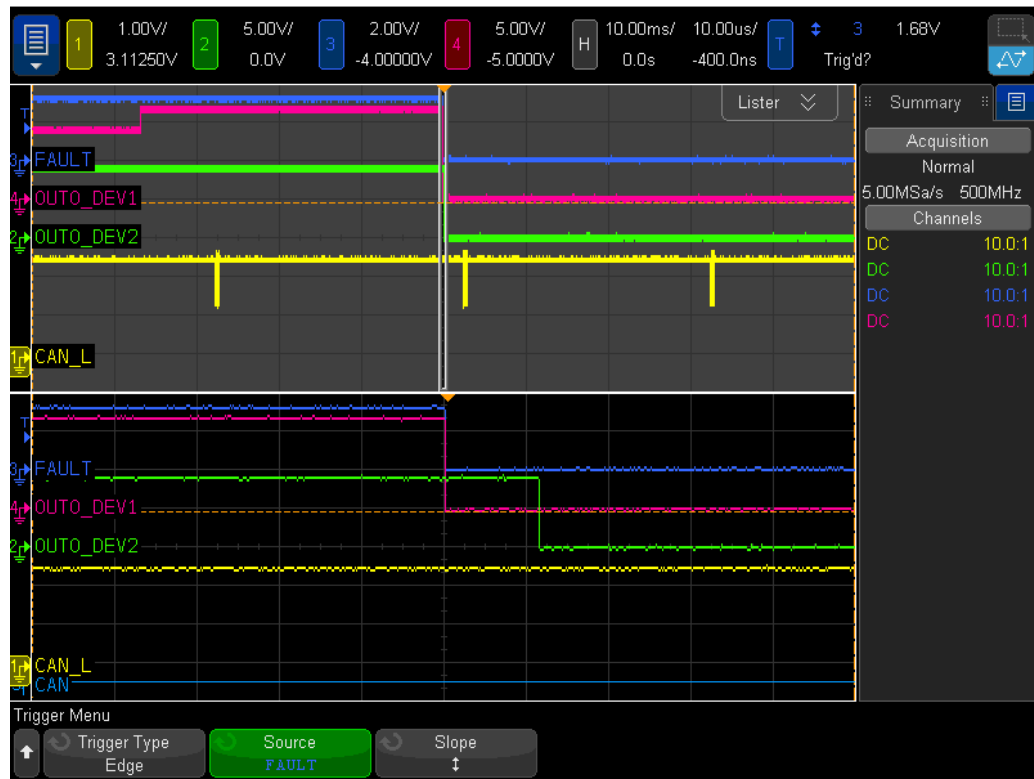 1 1.00V/ 2 5.00V/ 3 2.00V/ 4 5.00V/ H 10.00ms/ 10.00us/ T 3 1.68V
3.11250V 0.0V -4.00000V -5.0000V 0.0s -400.0ns Trig'd?
Lister
T
3 FAULT
4 OUT0_DEV1
2 OUT0_DEV2
1 CAN_L
T
3 FAULT
4 OUT0_DEV1
2 OUT0_DEV2
1 CAN_L
CAN
Summary
Acquisition
Normal
5.00MSa/s 500MHz
Channels
DC 10.0:1
DC 10.0:1
DC 10.0:1
DC 10.0:1
Trigger Menu
Trigger Type
Edge
Source
FAULT
Slope